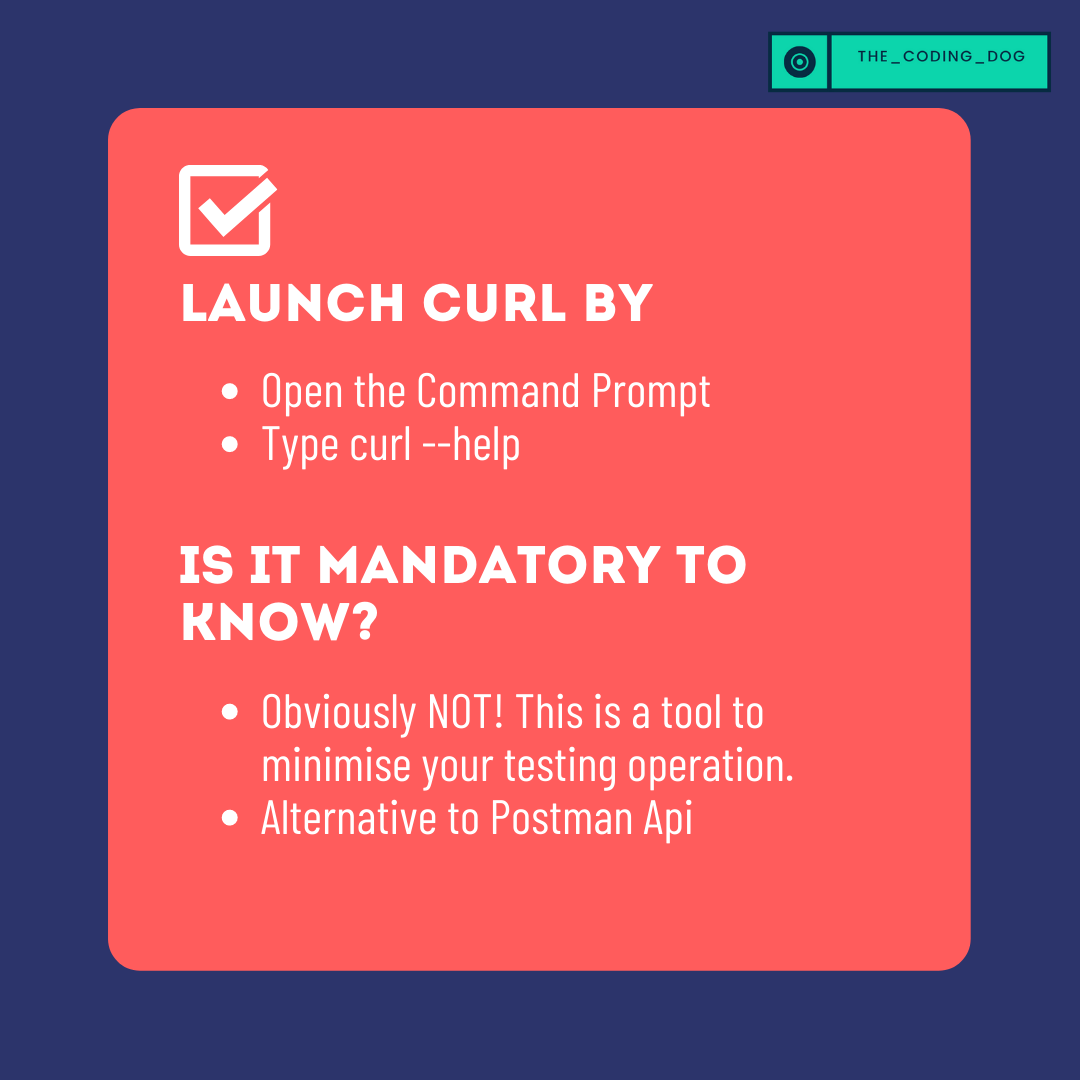 THE_CODING_DOG
LAUNCH CURL BY
• Open the Command Prompt
• Type curl --help
IS IT MANDATORY TO
KNOW?
• Obviously NOT! This is a tool to
minimise your testing operation.
• Alternative to Postman Api